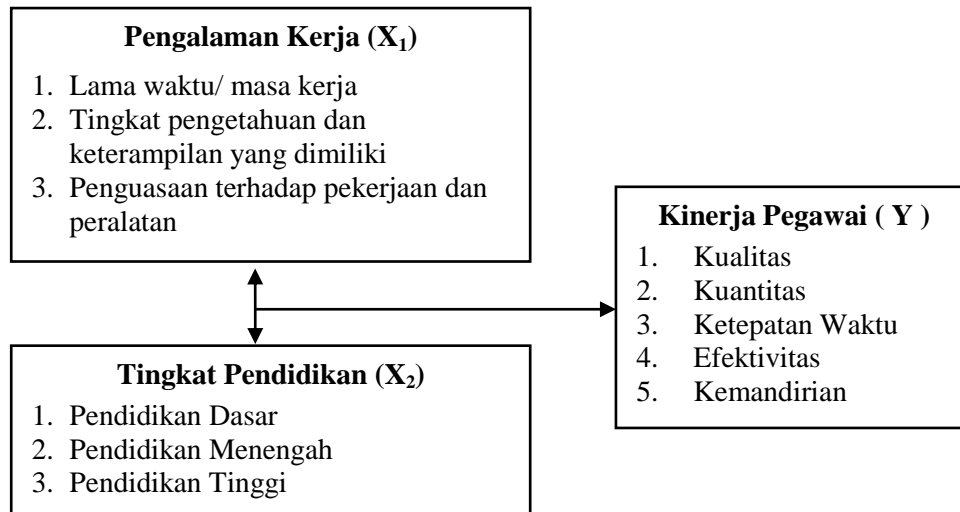 Pengalaman Kerja (X₁)
1. Lama waktu/ masa kerja
2. Tingkat pengetahuan dan
keterampilan yang dimiliki
3. Penguasaan terhadap pekerjaan dan
peralatan
Kinerja Pegawai ( Y )
1. Kualitas
2. Kuantitas
3. Ketepatan Waktu
4. Efektivitas
5. Kemandirian
Tingkat Pendidikan (X₂)
1. Pendidikan Dasar
2. Pendidikan Menengah
3. Pendidikan Tinggi